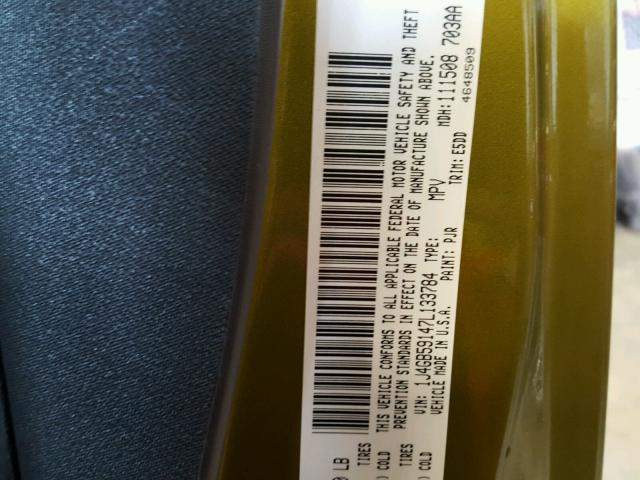 0 LB
TIRES
) COLD
TIRES
) COLD
THIS VEHICLE CONFORMS TO ALL APPLICABLE FEDERAL MOTOR VEHICLE SAFETY AND THEFT
PREVENTION STANDARDS IN EFFECT ON THE DATE OF MANUFACTURE SHOWN ABOVE.
VIN: 1J4GB59147L133784 TYPE: MPV MDH: 111508 703AA
VEHICLE MADE IN U.S.A. PAINT: PJR TRIM: E5DD 4648509